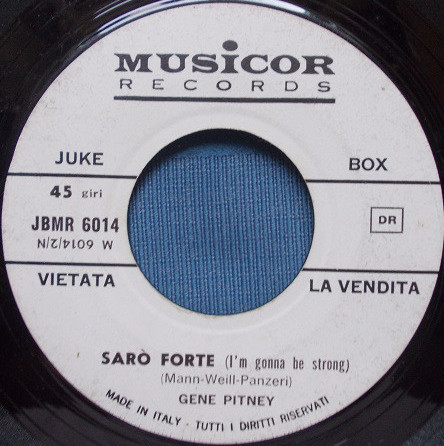 MUSICOR
RECORDS
JUKE BOX
45 giri
JBMR 6014
M 6014/2/N
DR
VIETATA LA VENDITA
SARÒ FORTE (I'm gonna be strong)
(Mann-Weill-Panzeri)
GENE PITNEY
MADE IN ITALY - TUTTI I DIRITTI RISERVATI